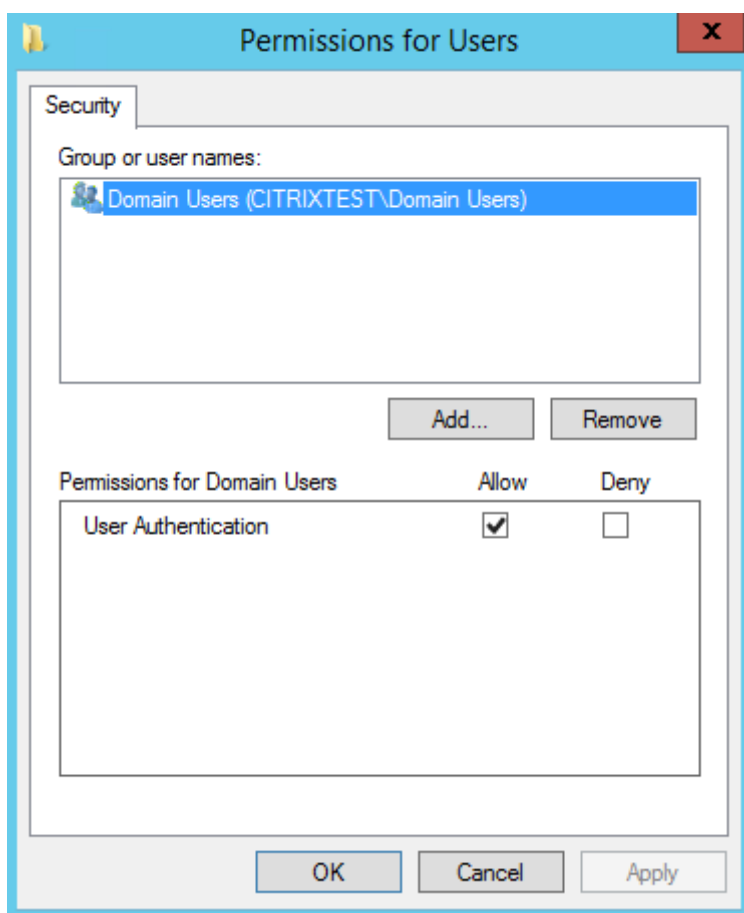 Permissions for Users
x
Security
Group or user names:
Domain Users (CITRIXTEST\Domain Users)
Add... Remove
Permissions for Domain Users Allow Deny
User Authentication
OK Cancel Apply